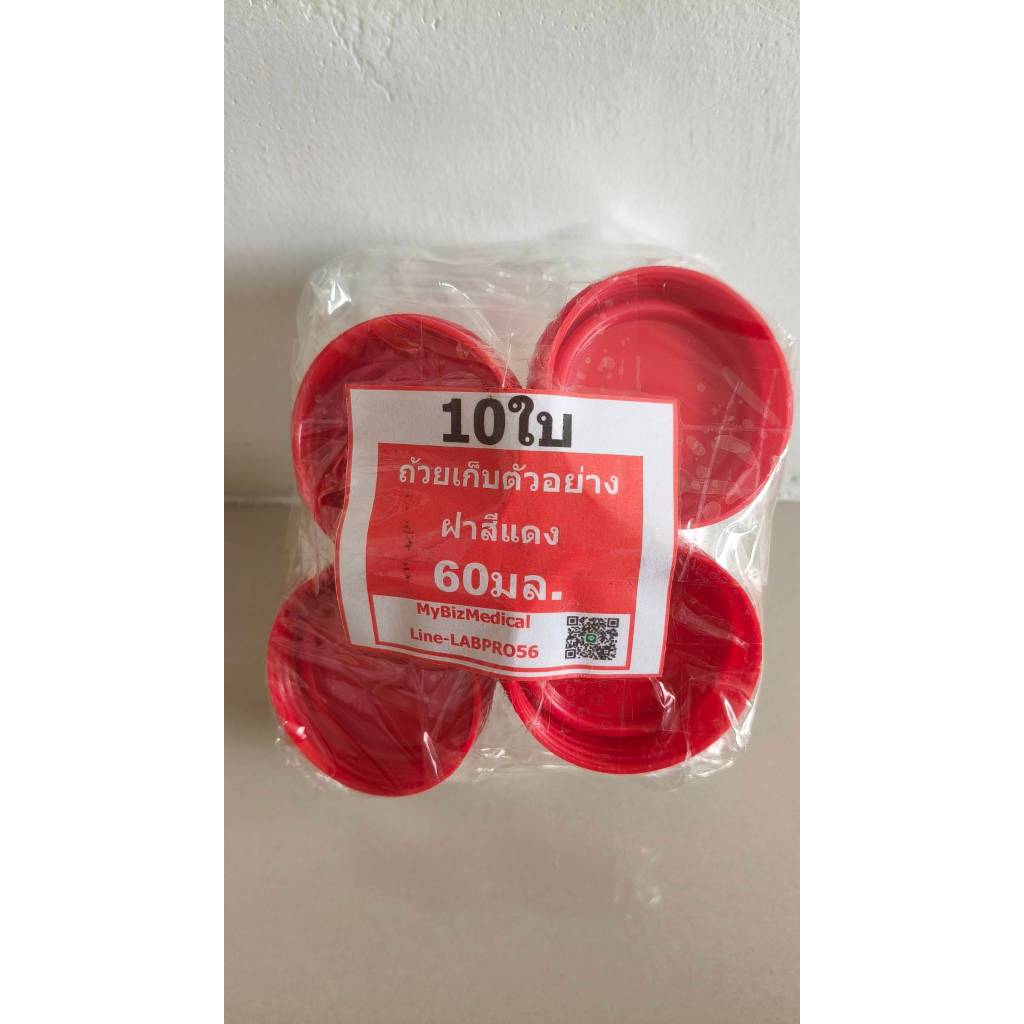 10ใบ
ถ้วยเก็บตัวอย่าง
ฝาสีแดง
60มล.
MyBizMedical
Line-LABPRO56